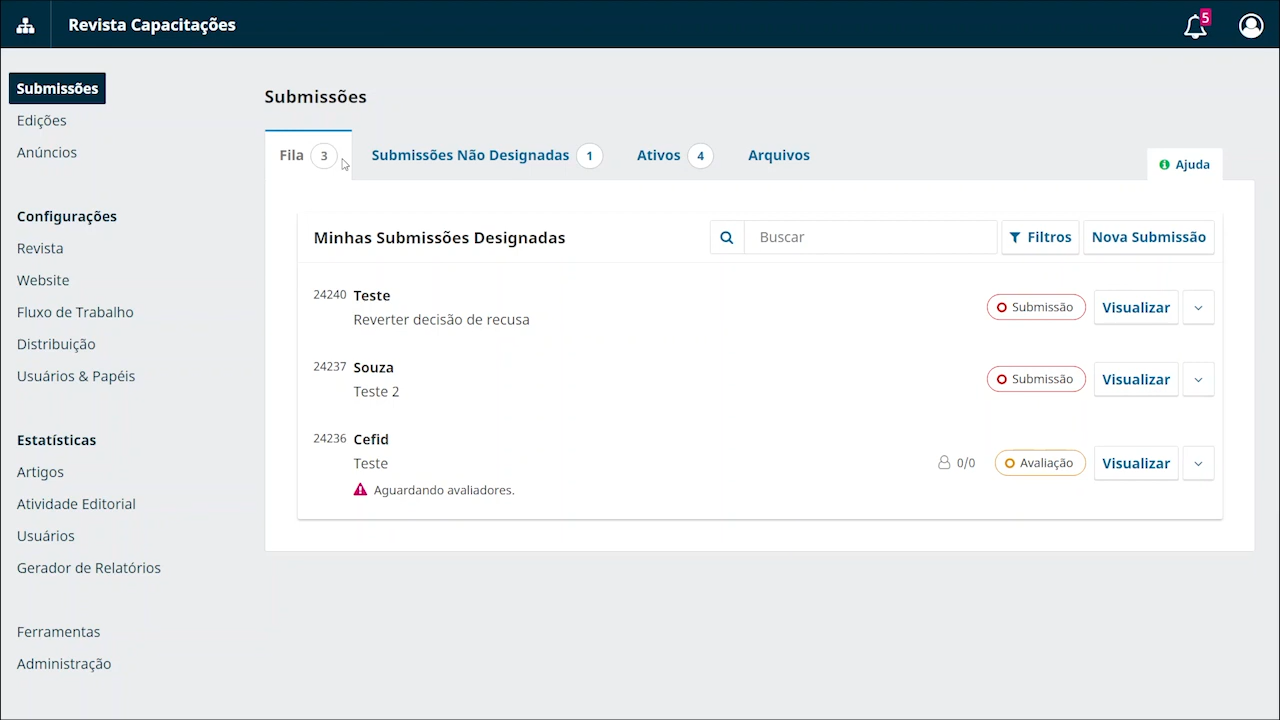 Revista Capacitações
5
Submissões
Edições
Anúncios
Configurações
Revista
Website
Fluxo de Trabalho
Distribuição
Usuários & Papéis
Estatísticas
Artigos
Atividade Editorial
Usuários
Gerador de Relatórios
Ferramentas
Administração
Submissões
Fila 3
Submissões Não Designadas 1
Ativos 4
Arquivos
Ajuda
Minhas Submissões Designadas
Buscar
Filtros
Nova Submissão
24240 Teste
Reverter decisão de recusa
Submissão
Visualizar
24237 Souza
Teste 2
Submissão
Visualizar
24236 Cefid
Teste
Aguardando avaliadores.
0/0
Avaliação
Visualizar